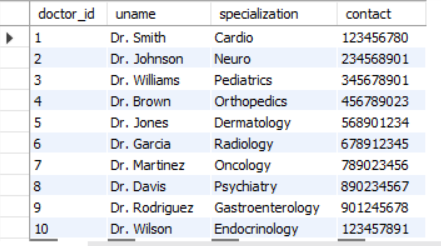 doctor_id uname specialization contact
1 Dr. Smith Cardio 123456780
2 Dr. Johnson Neuro 234568901
3 Dr. Williams Pediatrics 345678901
4 Dr. Brown Orthopedics 456789023
5 Dr. Jones Dermatology 568901234
6 Dr. Garcia Radiology 678912345
7 Dr. Martinez Oncology 789023456
8 Dr. Davis Psychiatry 890234567
9 Dr. Rodriguez Gastroenterology 901245678
10 Dr. Wilson Endocrinology 123457891